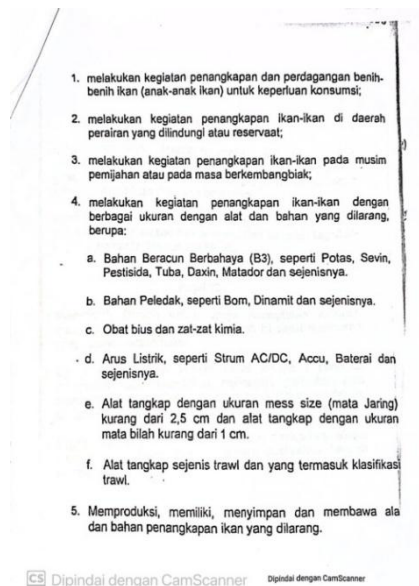 1. melakukan kegiatan penangkapan dan perdagangan benih-
benih ikan (anak-anak ikan) untuk keperluan konsumsi;
2. melakukan kegiatan penangkapan ikan-ikan di daerah
perairan yang dilindungi atau reservaat;
3. melakukan kegiatan penangkapan ikan-ikan pada musim
pemijahan atau pada masa berkembangbiak;
4. melakukan kegiatan penangkapan ikan-ikan dengan
berbagai ukuran dengan alat dan bahan yang dilarang,
berupa:
a. Bahan Beracun Berbahaya (B3), seperti Potas, Sevin,
Pestisida, Tuba, Daxin, Matador dan sejenisnya.
b. Bahan Peledak, seperti Bom, Dinamit dan sejenisnya.
c. Obat bius dan zat-zat kimia.
d. Arus Listrik, seperti Strum AC/DC, Accu, Baterai dan
sejenisnya.
e. Alat tangkap dengan ukuran mess size (mata Jaring)
kurang dari 2,5 cm dan alat tangkap dengan ukuran
mata bilah kurang dari 1 cm.
f. Alat tangkap sejenis trawl dan yang termasuk klasifikasi
trawl.
5. Memproduksi, memiliki, menyimpan dan membawa ala
dan bahan penangkapan ikan yang dilarang.
CS Dipindai dengan CamScanner
Dipindai dengan CamScanner